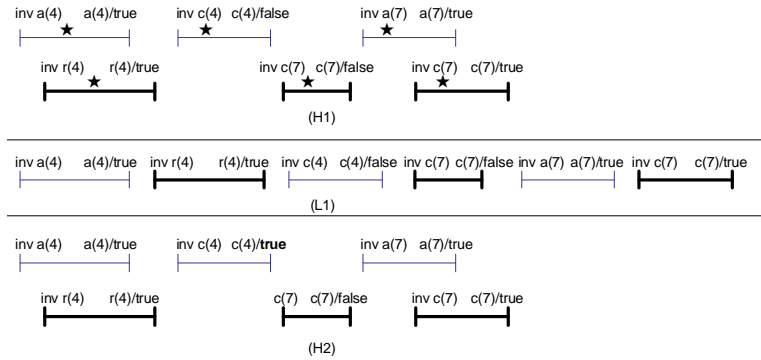 inv a(4) a(4)/true inv c(4) c(4)/false inv a(7) a(7)/true
inv r(4) r(4)/true inv c(7) c(7)/false inv c(7) c(7)/true
(H1)
inv a(4) a(4)/true inv r(4) r(4)/true inv c(4) c(4)/false inv c(7) c(7)/false inv a(7) a(7)/true inv c(7) c(7)/true
(L1)
inv a(4) a(4)/true inv c(4) c(4)/true inv a(7) a(7)/true
inv r(4) r(4)/true c(7) c(7)/false inv c(7) c(7)/true
(H2)